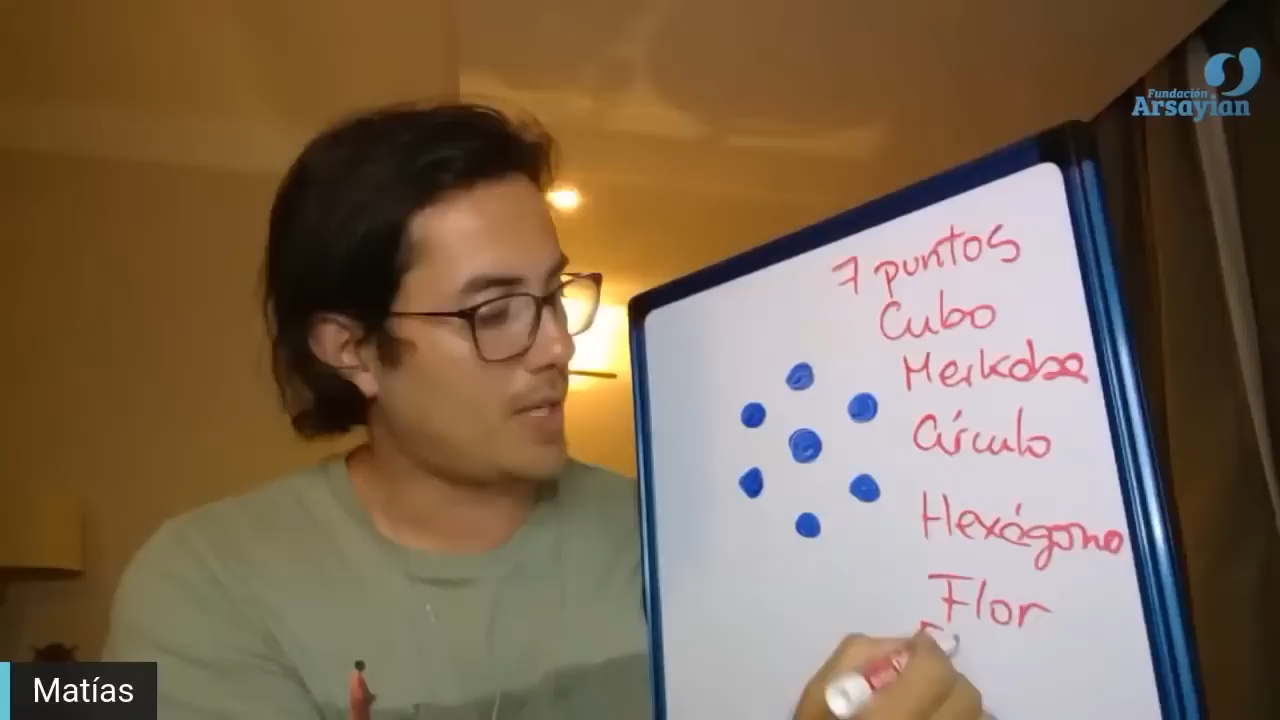 Fundación
Arsayian
7 puntos
Cubo
Merkaba
Círculo
Hexágono
Flor
Matías